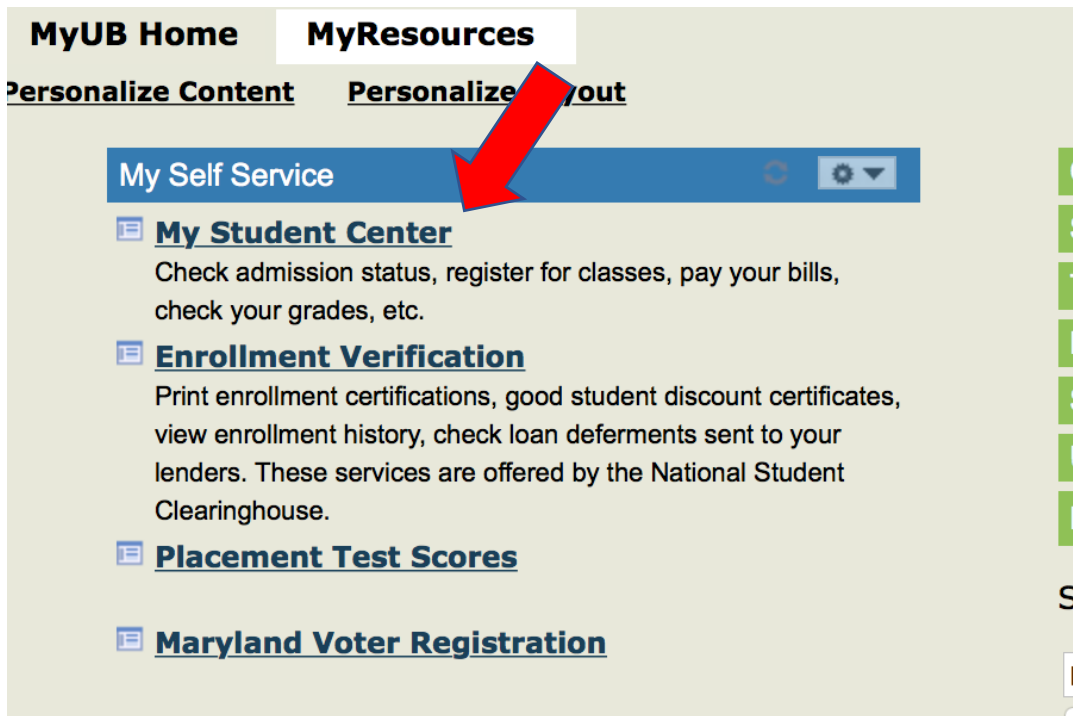 MyUB Home MyResources
Personalize Content Personalize yout
My Self Service
My Student Center
Check admission status, register for classes, pay your bills,
check your grades, etc.
Enrollment Verification
Print enrollment certifications, good student discount certificates,
view enrollment history, check loan deferments sent to your
lenders. These services are offered by the National Student
Clearinghouse.
Placement Test Scores
Maryland Voter Registration